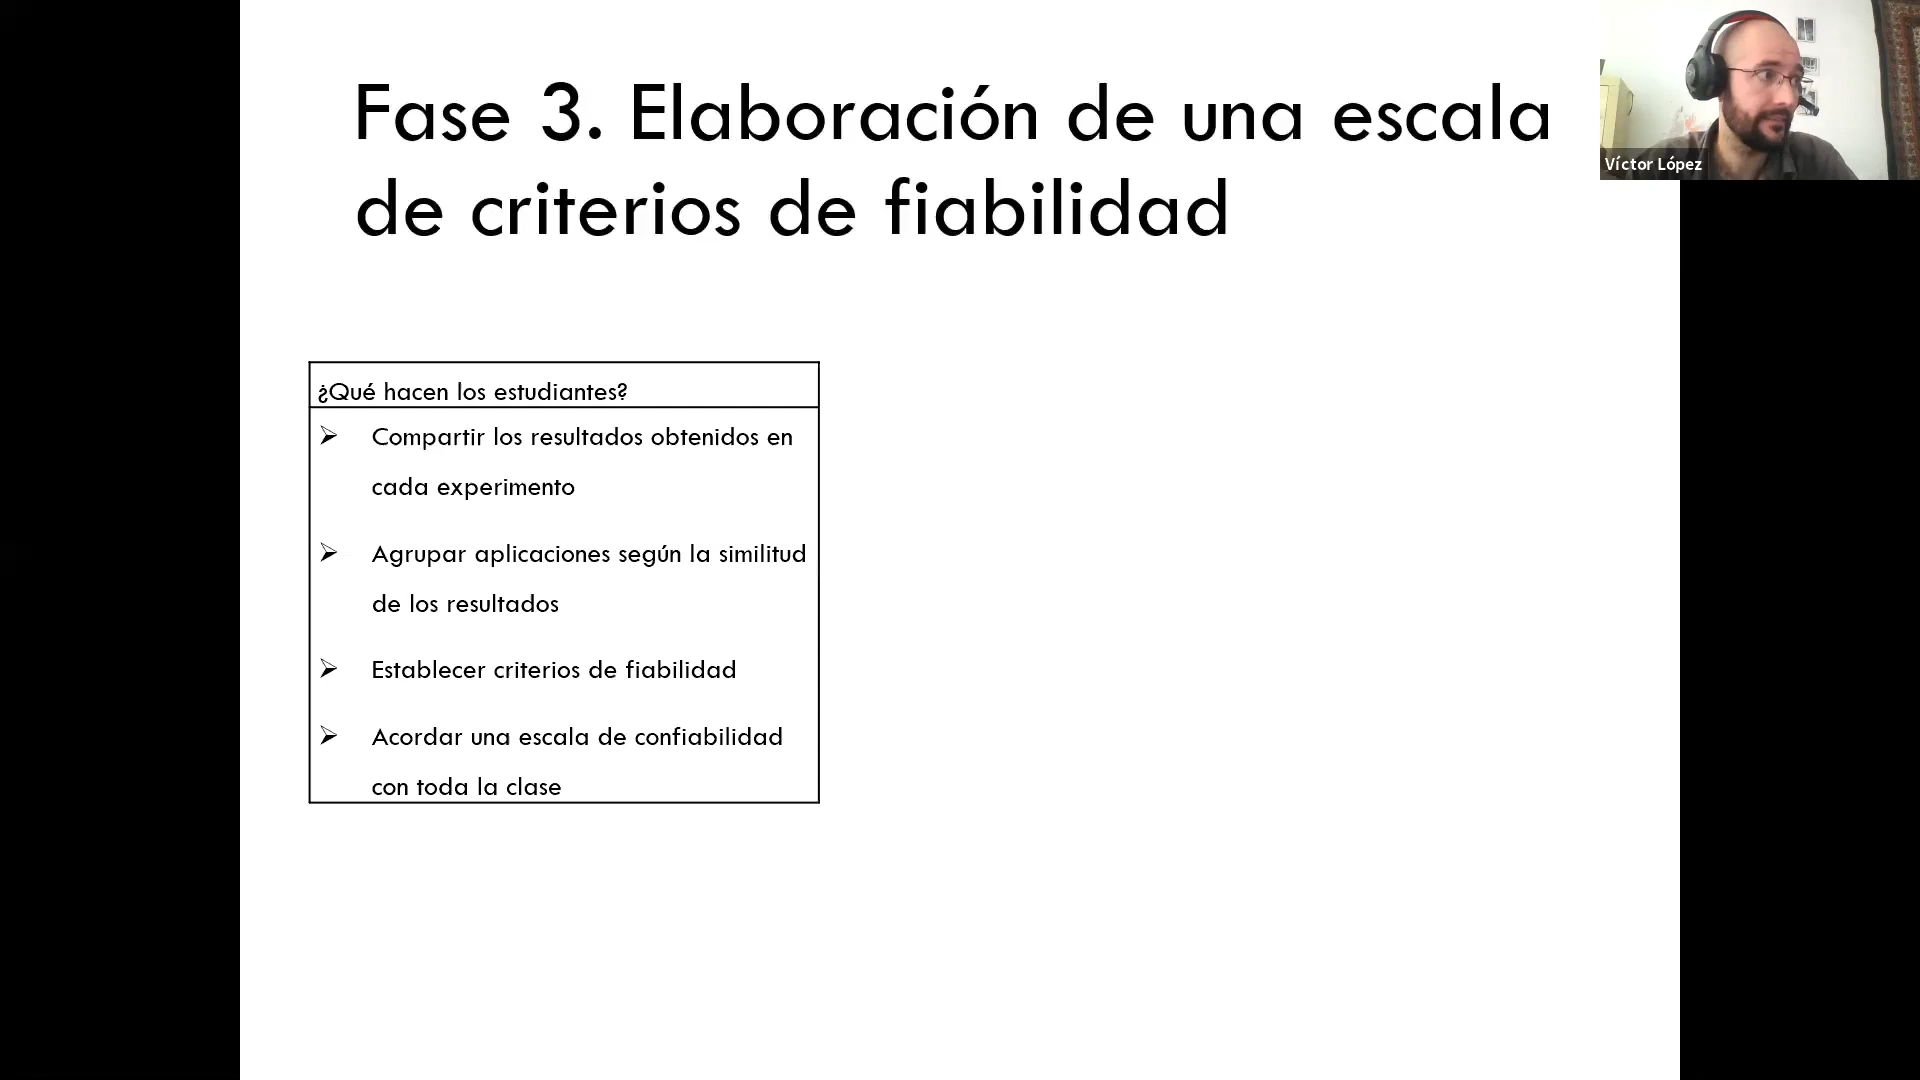 Fase 3. Elaboración de una escala
de criterios de fiabilidad
Víctor López
¿Qué hacen los estudiantes?
➢ Compartir los resultados obtenidos en
cada experimento
➢ Agrupar aplicaciones según la similitud
de los resultados
➢ Establecer criterios de fiabilidad
➢ Acordar una escala de confiabilidad
con toda la clase